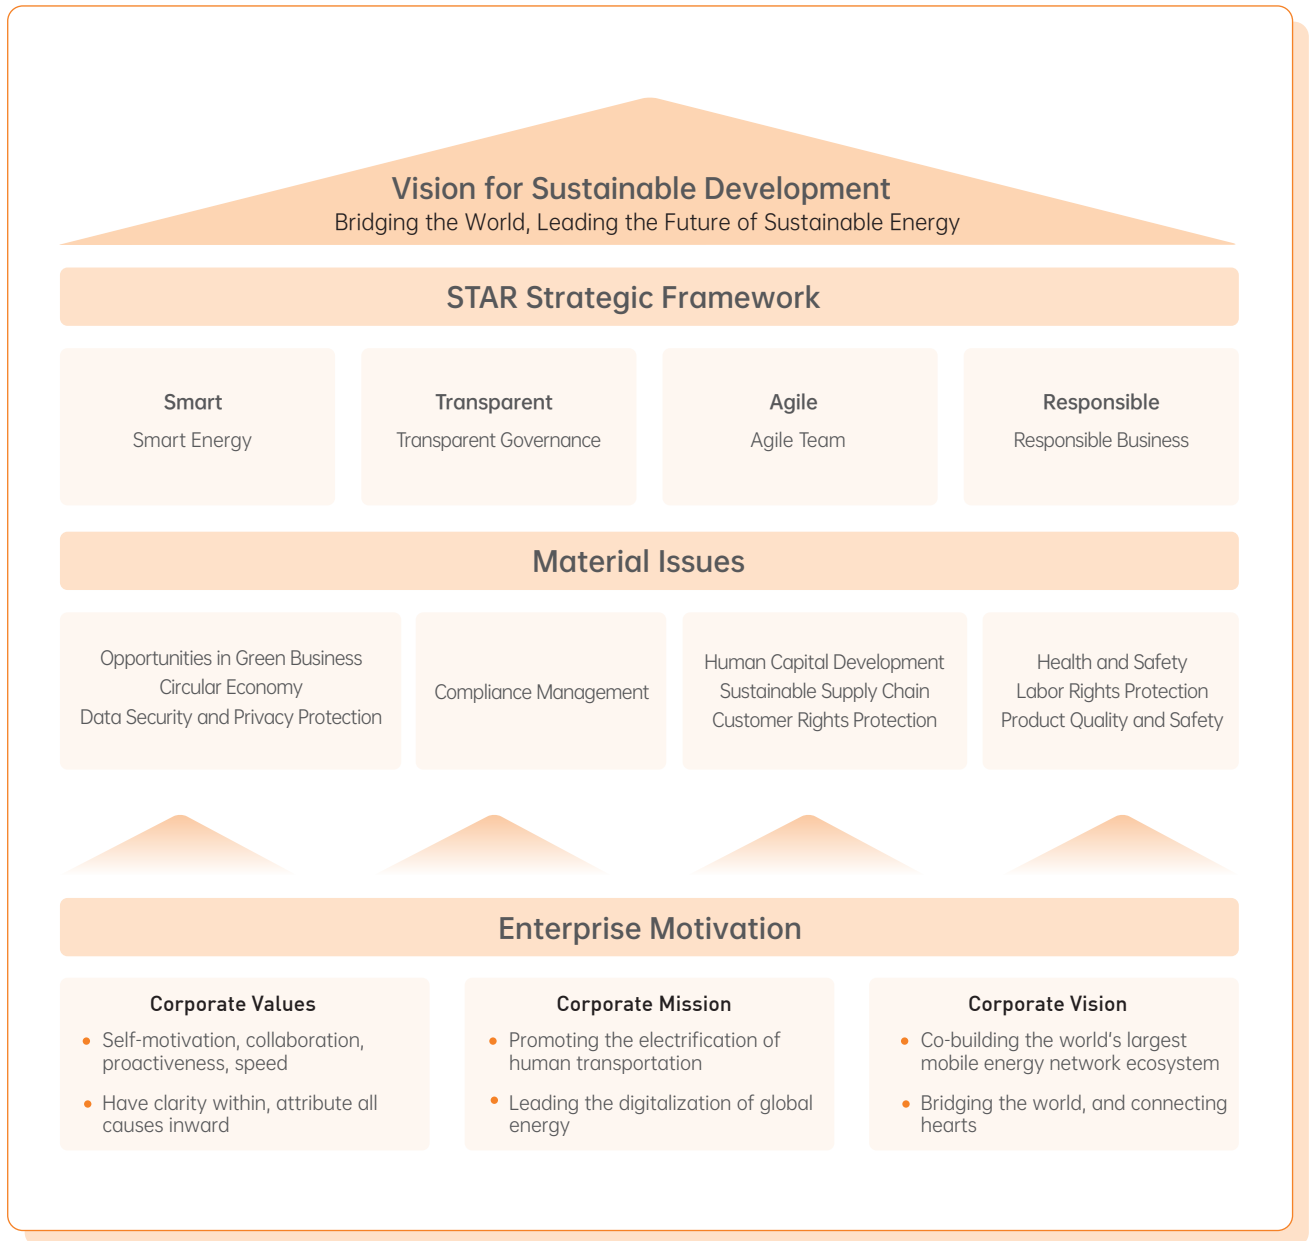 Vision for Sustainable Development
Bridging the World, Leading the Future of Sustainable Energy
STAR Strategic Framework
Smart
Smart Energy
Transparent
Transparent Governance
Agile
Agile Team
Responsible
Responsible Business
Material Issues
Opportunities in Green Business
Circular Economy
Data Security and Privacy Protection
Compliance Management
Human Capital Development
Sustainable Supply Chain
Customer Rights Protection
Health and Safety
Labor Rights Protection
Product Quality and Safety
Enterprise Motivation
Corporate Values
• Self-motivation, collaboration,
proactiveness, speed
• Have clarity within, attribute all
causes inward
Corporate Mission
• Promoting the electrification of
human transportation
• Leading the digitalization of global
energy
Corporate Vision
• Co-building the world's largest
mobile energy network ecosystem
• Bridging the world, and connecting
hearts